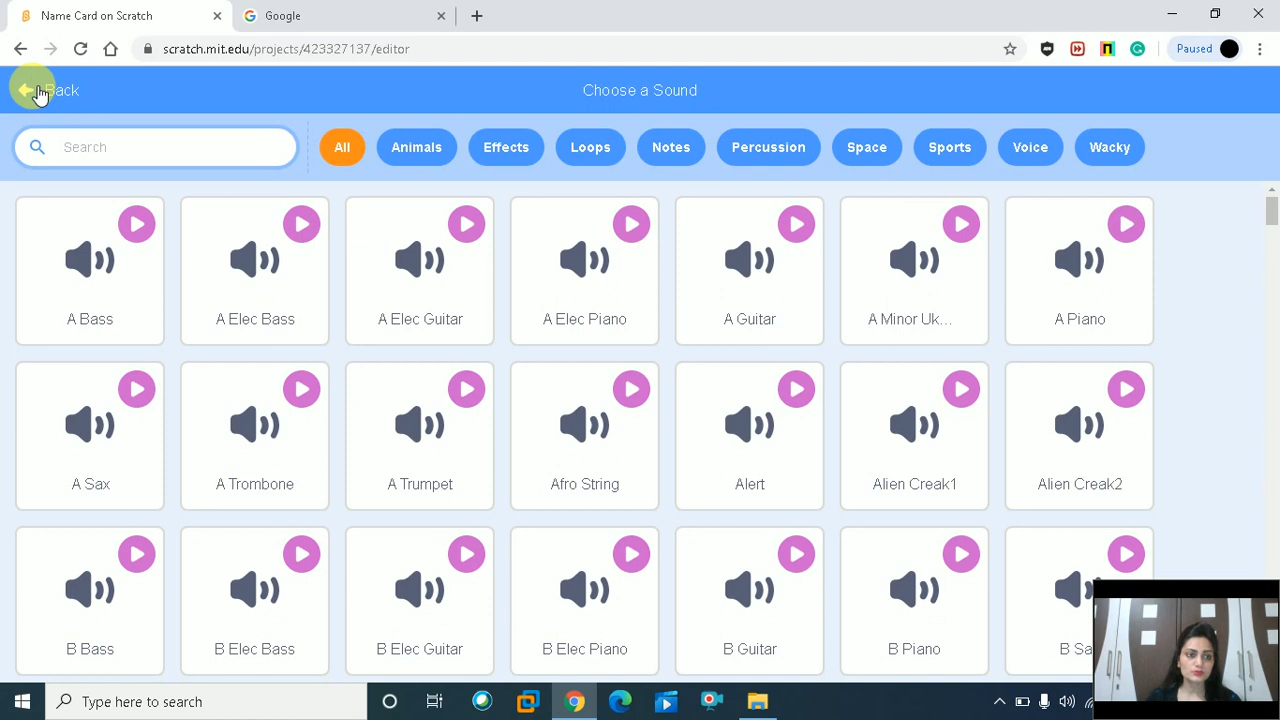 Name Card on Scratch
Google
scratch.mit.edu/projects/423327137/editor
Paused
Back
Choose a Sound
Search
All
Animals
Effects
Loops
Notes
Percussion
Space
Sports
Voice
Wacky
A Bass
A Elec Bass
A Elec Guitar
A Elec Piano
A Guitar
A Minor Uk...
A Piano
A Sax
A Trombone
A Trumpet
Afro String
Alert
Alien Creak1
Alien Creak2
B Bass
B Elec Bass
B Elec Guitar
B Elec Piano
B Guitar
B Piano
B Sa
Type here to search